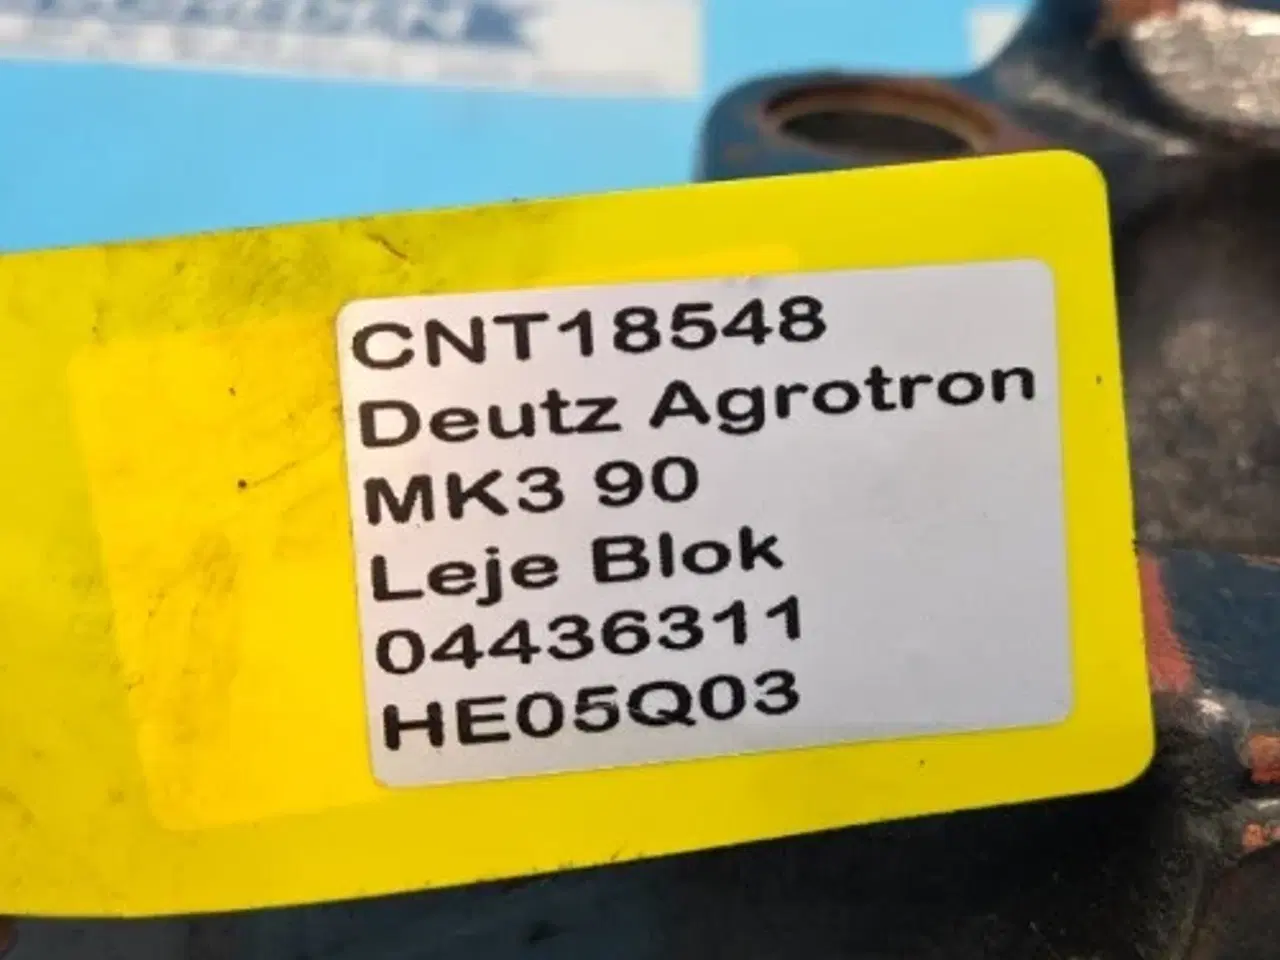 CNT18548
Deutz Agrotron
MK3 90
Leje Blok
04436311
HE05Q03